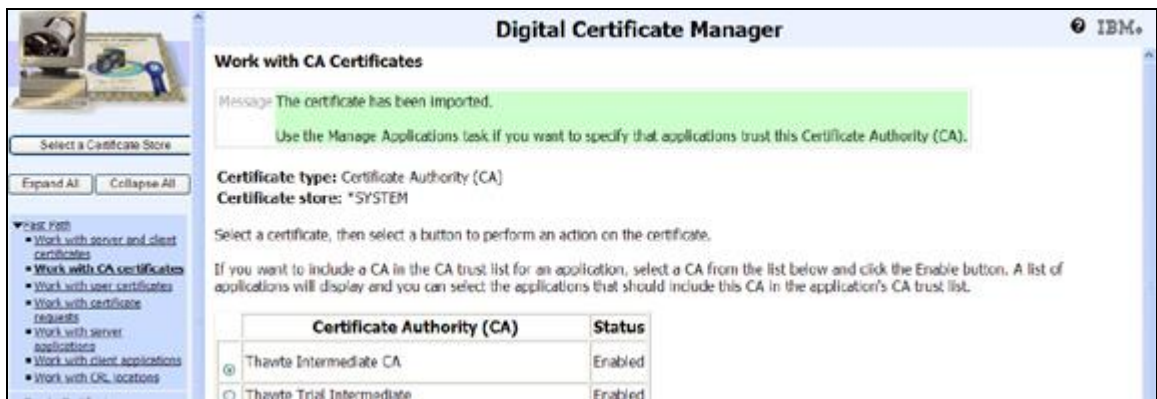 Digital Certificate Manager
IBM
Select a Certificate Store
Expand All
Collapse All
Fast Path
Work with server and client
certificates
Work with CA certificates
Work with user certificates
Work with certificate
requests
Work with server
applications
Work with client applications
Work with CRL locations
Work with CA Certificates
Message
The certificate has been imported.
Use the Manage Applications task if you want to specify that applications trust this Certificate Authority (CA).
Certificate type: Certificate Authority (CA)
Certificate store: *SYSTEM
Select a certificate, then select a button to perform an action on the certificate.
If you want to include a CA in the CA trust list for an application, select a CA from the list below and click the Enable button. A list of
applications will display and you can select the applications that should include this CA in the application's CA trust list.
Certificate Authority (CA) Status
Thawte Intermediate CA Enabled
Thawte Trial Intermediate Enabled